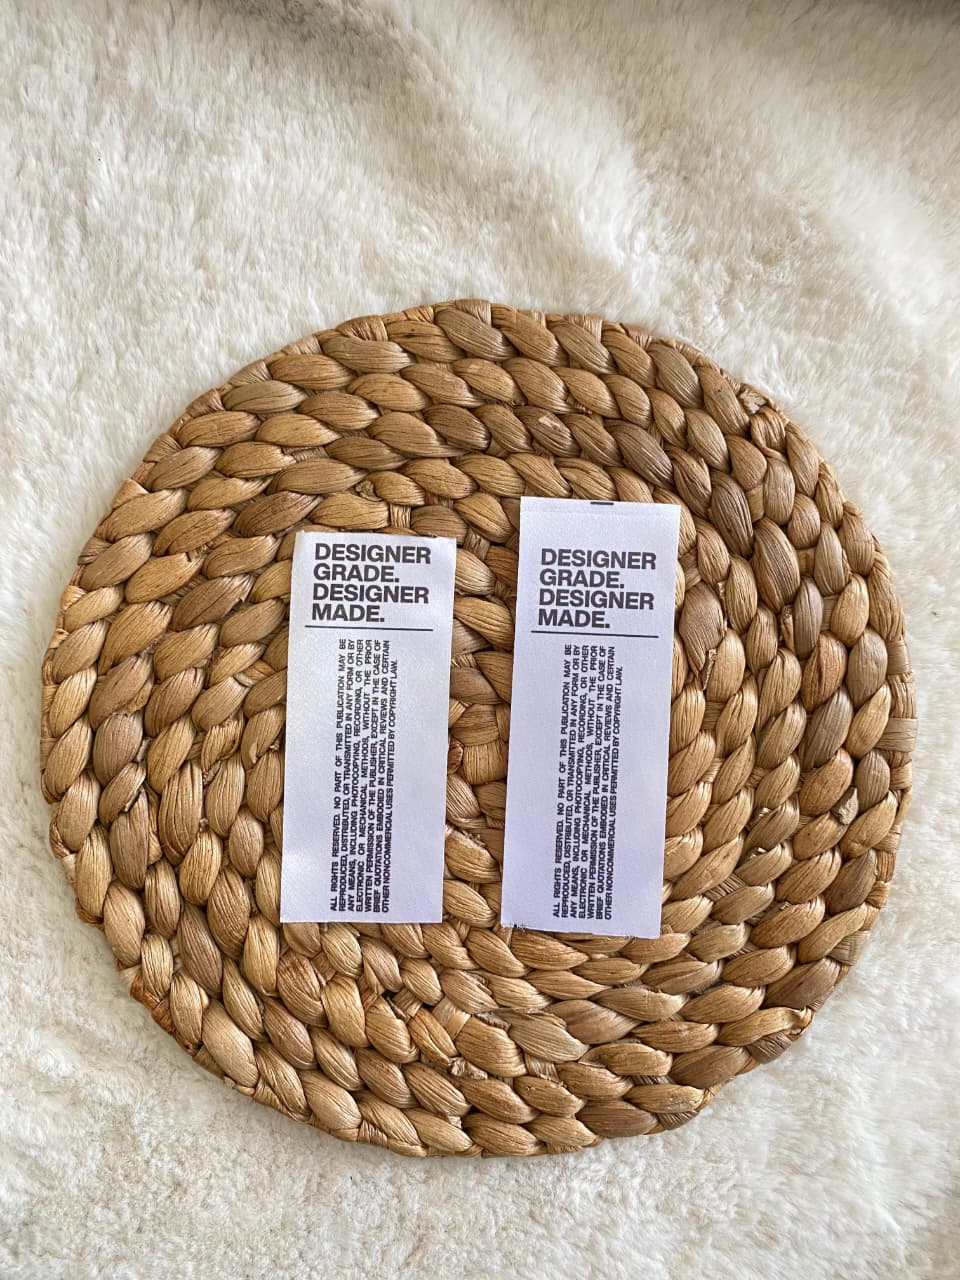 DESIGNER
GRADE.
DESIGNER
MADE.
ALL RIGHTS RESERVED. NO PART OF THIS PUBLICATION MAY BE
REPRODUCED, DISTRIBUTED, OR TRANSMITTED IN ANY FORM OR BY
ANY MEANS, INCLUDING PHOTOCOPYING, RECORDING, OR OTHER
ELECTRONIC OR MECHANICAL METHODS, WITHOUT THE PRIOR
WRITTEN PERMISSION OF THE PUBLISHER, EXCEPT IN THE CASE OF
BRIEF QUOTATIONS EMBODIED IN CRITICAL REVIEWS AND CERTAIN
OTHER NONCOMMERCIAL USES PERMITTED BY COPYRIGHT LAW.
DESIGNER
GRADE.
DESIGNER
MADE.
ALL RIGHTS RESERVED. NO PART OF THIS PUBLICATION MAY BE
REPRODUCED, DISTRIBUTED, OR TRANSMITTED IN ANY FORM OR BY
ANY MEANS, INCLUDING PHOTOCOPYING, RECORDING, OR OTHER
ELECTRONIC OR MECHANICAL METHODS, WITHOUT THE PRIOR
WRITTEN PERMISSION OF THE PUBLISHER, EXCEPT IN THE CASE OF
BRIEF QUOTATIONS EMBODIED IN CRITICAL REVIEWS AND CERTAIN
OTHER NONCOMMERCIAL USES PERMITTED BY COPYRIGHT LAW.